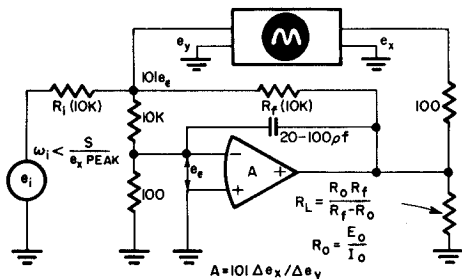 e_y
e_x
101e_ε
R_i (10K)
R_f (10K)
10K
100
20-100pf
ω_i < S / e_x PEAK
e_i
e_ε
100
−
A
+
+
R_L = R_o R_f / R_f − R_o
R_o = E_o / I_o
A = 101 Δe_x / Δe_y